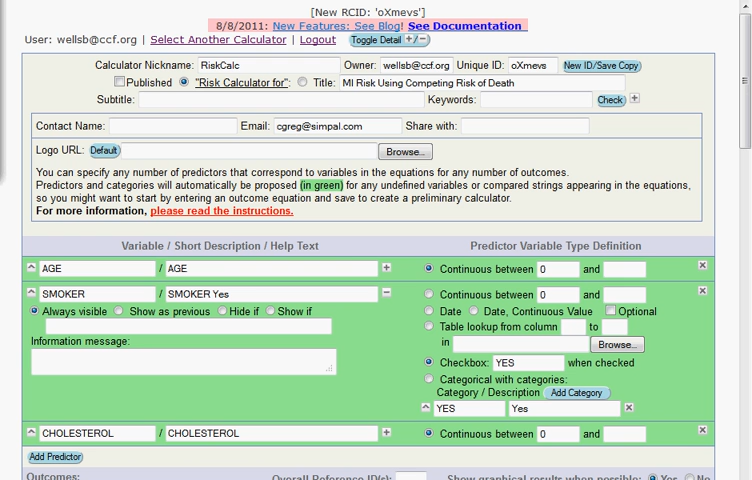 [New RCID: 'oXmevs']
8/8/2011: New Features: See Blog! See Documentation
User: wellsb@ccf.org | Select Another Calculator | Logout Toggle Detail +/−
Calculator Nickname: RiskCalc Owner: wellsb@ccf.org Unique ID: oXmevs New ID/Save Copy
Published "Risk Calculator for": Title: MI Risk Using Competing Risk of Death
Subtitle: Keywords: Check +
Contact Name: Email: cgreg@simpal.com Share with:
Logo URL: Default Browse...
You can specify any number of predictors that correspond to variables in the equations for any number of outcomes.
Predictors and categories will automatically be proposed (in green) for any undefined variables or compared strings appearing in the equations,
so you might want to start by entering an outcome equation and save to create a preliminary calculator.
For more information, please read the instructions.
Variable / Short Description / Help Text Predictor Variable Type Definition
^ AGE / AGE + Continuous between 0 and X
^ SMOKER / SMOKER Yes − Continuous between 0 and X
Always visible Show as previous Hide if Show if Date Date, Continuous Value Optional
Table lookup from column to
Information message: in Browse...
Checkbox: YES when checked
Categorical with categories:
Category / Description Add Category
^ YES Yes X
^ CHOLESTEROL / CHOLESTEROL + Continuous between 0 and X
Add Predictor
Outcomes: Overall Reference ID(s): Show graphical results when possible: Yes No